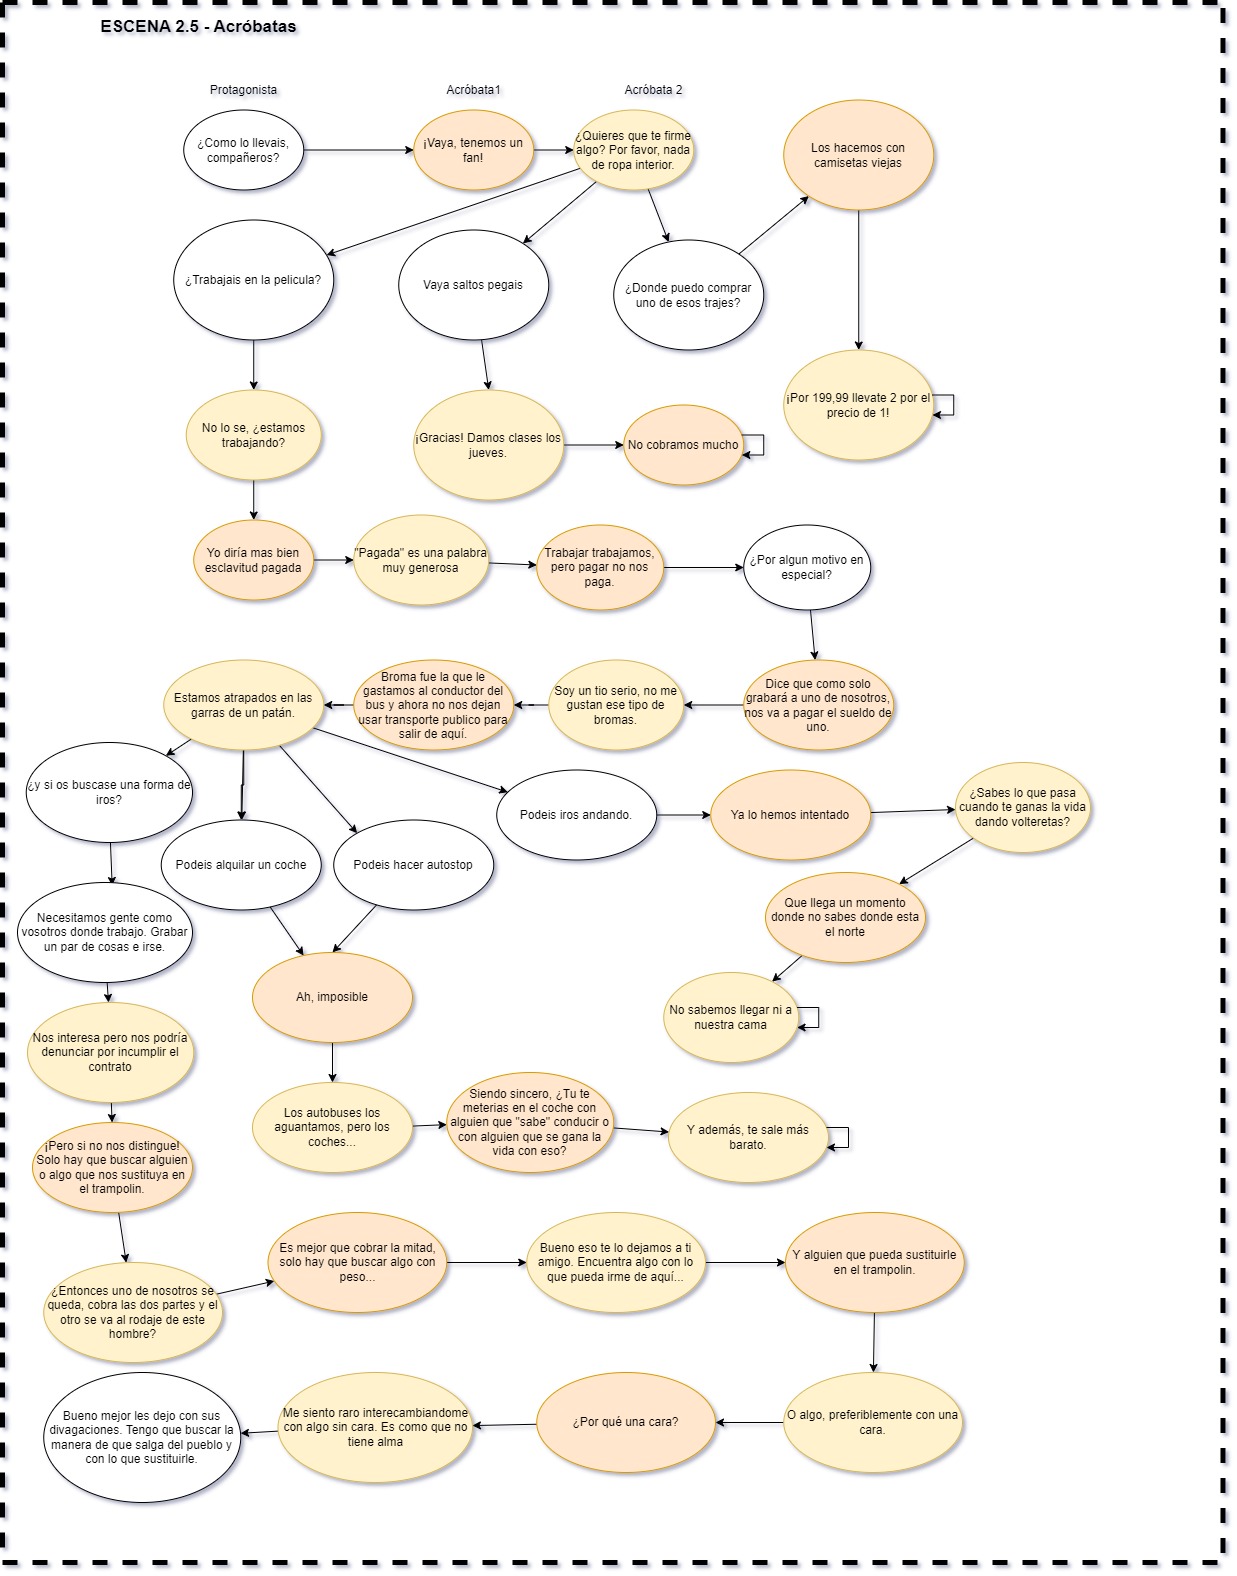 ESCENA 2.5 - Acróbatas
Protagonista
Acróbata1
Acróbata 2
¿Como lo llevais,
compañeros?
¡Vaya, tenemos un
fan!
¿Quieres que te firme
algo? Por favor, nada
de ropa interior.
Los hacemos con
camisetas viejas
¿Trabajais en la pelicula?
Vaya saltos pegais
¿Donde puedo comprar
uno de esos trajes?
No lo se, ¿estamos
trabajando?
¡Gracias! Damos clases los
jueves.
No cobramos mucho
¡Por 199,99 llevate 2 por el
precio de 1!
Yo diría mas bien
esclavitud pagada
"Pagada" es una palabra
muy generosa
Trabajar trabajamos,
pero pagar no nos
paga.
¿Por algun motivo en
especial?
Estamos atrapados en las
garras de un patán.
Broma fue la que le
gastamos al conductor del
bus y ahora no nos dejan
usar transporte publico para
salir de aquí.
Soy un tio serio, no me
gustan ese tipo de
bromas.
Dice que como solo
grabará a uno de nosotros,
nos va a pagar el sueldo de
uno.
¿y si os buscase una forma de
iros?
Podeis alquilar un coche
Podeis hacer autostop
Podeis iros andando.
Ya lo hemos intentado
¿Sabes lo que pasa
cuando te ganas la vida
dando volteretas?
Necesitamos gente como
vosotros donde trabajo. Grabar
un par de cosas e irse.
Ah, imposible
Que llega un momento
donde no sabes donde esta
el norte
No sabemos llegar ni a
nuestra cama
Nos interesa pero nos podría
denunciar por incumplir el
contrato
Los autobuses los
aguantamos, pero los
coches...
Siendo sincero, ¿Tu te
meterias en el coche con
alguien que "sabe" conducir o
con alguien que se gana la
vida con eso?
Y además, te sale más
barato.
¡Pero si no nos distingue!
Solo hay que buscar alguien
o algo que nos sustituya en
el trampolin.
¿Entonces uno de nosotros se
queda, cobra las dos partes y el
otro se va al rodaje de este
hombre?
Es mejor que cobrar la mitad,
solo hay que buscar algo con
peso...
Bueno eso te lo dejamos a ti
amigo. Encuentra algo con lo
que pueda irme de aquí...
Y alguien que pueda sustituirle
en el trampolin.
Bueno mejor les dejo con sus
divagaciones. Tengo que buscar la
manera de que salga del pueblo y
con lo que sustituirle.
Me siento raro interecambiandome
con algo sin cara. Es como que no
tiene alma
¿Por qué una cara?
O algo, preferiblemente con una
cara.